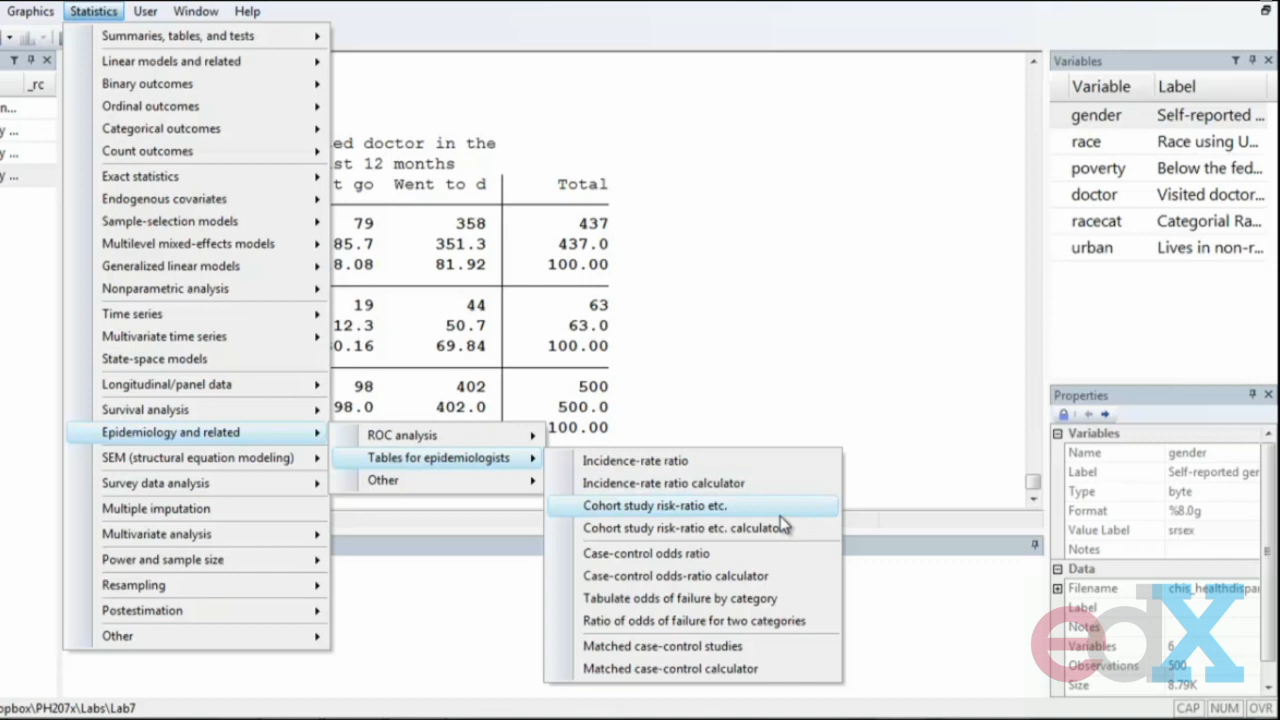 Graphics Statistics User Window Help
_rc
n...
y ...
y ...
y ...
Summaries, tables, and tests
Linear models and related
Binary outcomes
Ordinal outcomes
Categorical outcomes
Count outcomes
Exact statistics
Endogenous covariates
Sample-selection models
Multilevel mixed-effects models
Generalized linear models
Nonparametric analysis
Time series
Multivariate time series
State-space models
Longitudinal/panel data
Survival analysis
Epidemiology and related
SEM (structural equation modeling)
Survey data analysis
Multiple imputation
Multivariate analysis
Power and sample size
Resampling
Postestimation
Other
ROC analysis
Tables for epidemiologists
Other
Incidence-rate ratio
Incidence-rate ratio calculator
Cohort study risk-ratio etc.
Cohort study risk-ratio etc. calculator
Case-control odds ratio
Case-control odds-ratio calculator
Tabulate odds of failure by category
Ratio of odds of failure for two categories
Matched case-control studies
Matched case-control calculator
ed doctor in the
st 12 months
t go Went to d Total
79 358 437
85.7 351.3 437.0
.08 81.92 100.00
19 44 63
12.3 50.7 63.0
.16 69.84 100.00
98 402 500
98.0 402.0 500.0
100.00
Variables
Variable Label
gender Self-reported ...
race Race using U...
poverty Below the fed...
doctor Visited doctor...
racecat Categorial Ra...
urban Lives in non-r...
Properties
Variables
Name gender
Label Self-reported ger
Type byte
Format %8.0g
Value Label srsex
Notes
Data
Filename chis_healthdispa
Label
Notes
Variables 6
Observations 500
Size 8.79K
edX
opbox\PH207x\Labs\Lab7
CAP NUM OVR